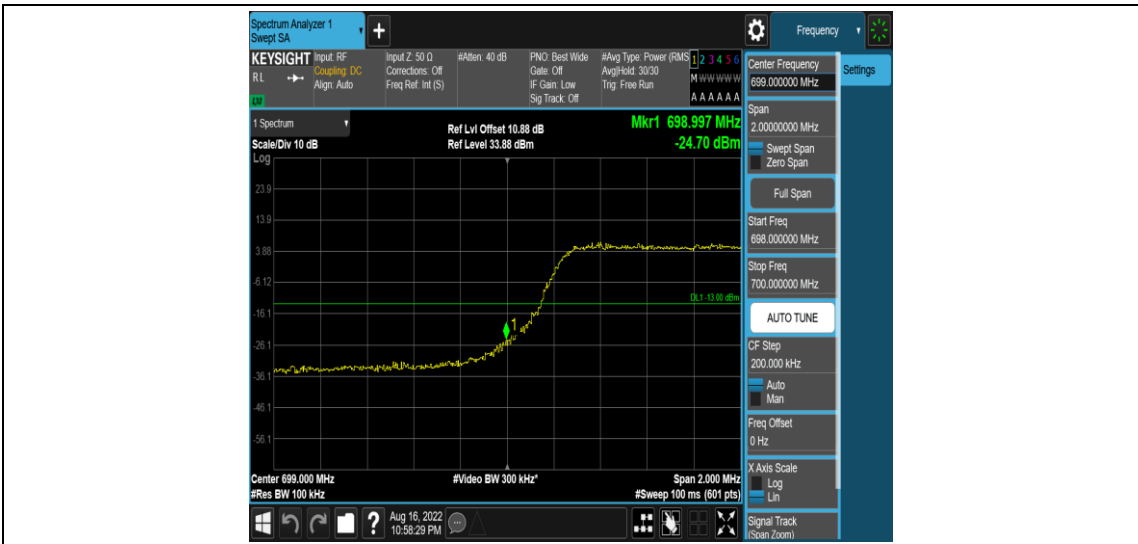 Spectrum Analyzer 1
Swept SA
+
Frequency
KEYSIGHT Input: RF
R L
Coupling: DC
Align: Auto
Input Z: 50 Ω
Corrections: Off
Freq Ref: Int (S)
#Atten: 40 dB
PNO: Best Wide
Gate: Off
IF Gain: Low
Sig Track: Off
#Avg Type: Power (RMS
Avg|Hold: 30/30
Trig: Free Run
1 2 3 4 5 6
M W W W W W
A A A A A A
Center Frequency
699.000000 MHz
Settings
Span
2.00000000 MHz
Swept Span
Zero Span
Full Span
Start Freq
698.000000 MHz
Stop Freq
700.000000 MHz
AUTO TUNE
CF Step
200.000 kHz
Auto
Man
Freq Offset
0 Hz
X Axis Scale
Log
Lin
Signal Track
(Span Zoom)
1 Spectrum
Scale/Div 10 dB
Log
Ref Lvl Offset 10.88 dB
Ref Level 33.88 dBm
Mkr1 698.997 MHz
-24.70 dBm
23.9
13.9
3.88
-6.12
DL1 -13.00 dBm
-16.1
1
-26.1
-36.1
-46.1
-56.1
Center 699.000 MHz
#Res BW 100 kHz
#Video BW 300 kHz*
Span 2.000 MHz
#Sweep 100 ms (601 pts)
?
Aug 16, 2022
10:58:29 PM